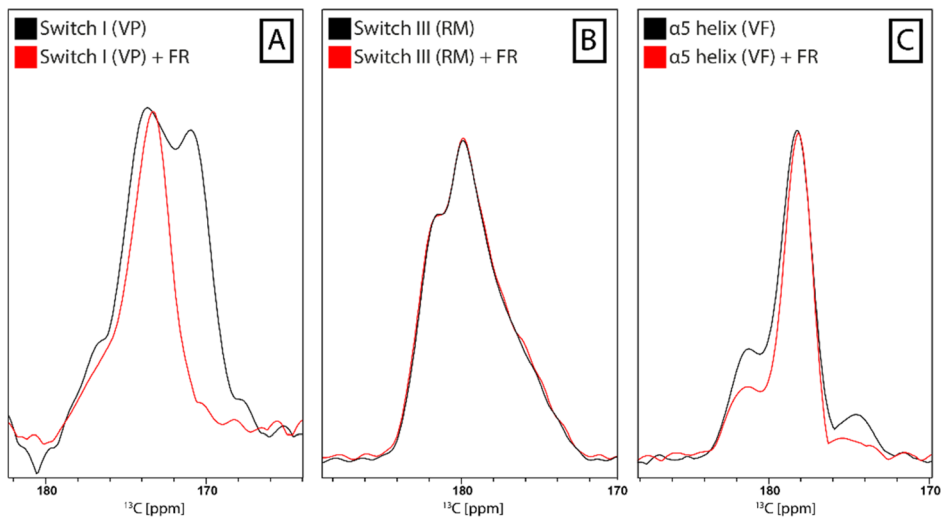 Switch I (VP)
Switch I (VP) + FR
A
180
170
¹³C [ppm]
Switch III (RM)
Switch III (RM) + FR
B
180
170
¹³C [ppm]
α5 helix (VF)
α5 helix (VF) + FR
C
180
170
¹³C [ppm]